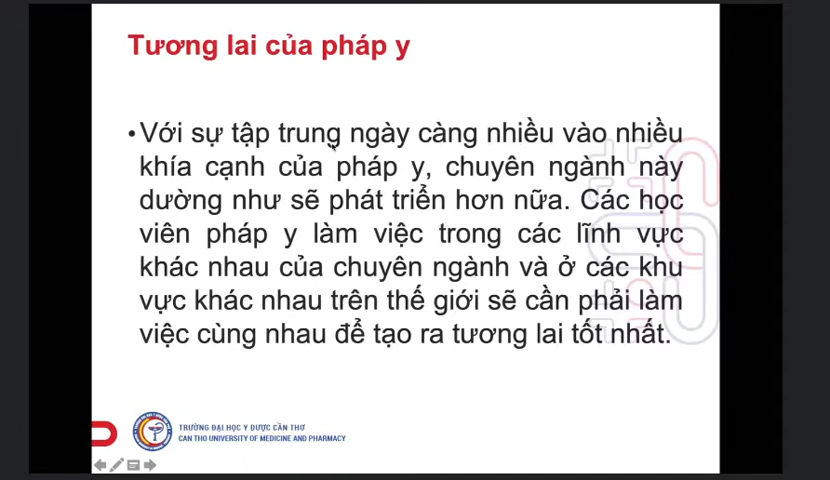 Tương lai của pháp y
•Với sự tập trung ngày càng nhiều vào nhiều
khía cạnh của pháp y, chuyên ngành này
dường như sẽ phát triển hơn nữa. Các học
viên pháp y làm việc trong các lĩnh vực
khác nhau của chuyên ngành và ở các khu
vực khác nhau trên thế giới sẽ cần phải làm
việc cùng nhau để tạo ra tương lai tốt nhất.
TRƯỜNG ĐẠI HỌC Y DƯỢC CẦN THƠ
CAN THO UNIVERSITY OF MEDICINE AND PHARMACY